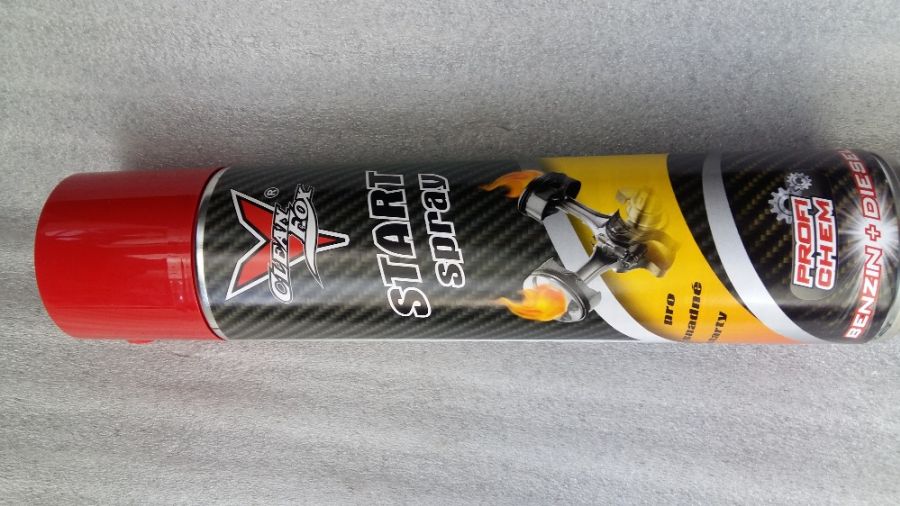 CLEAN
FOX
®
START
spray
pro
snadné
starty
PROFI
CHEM
BENZIN + DIESEL